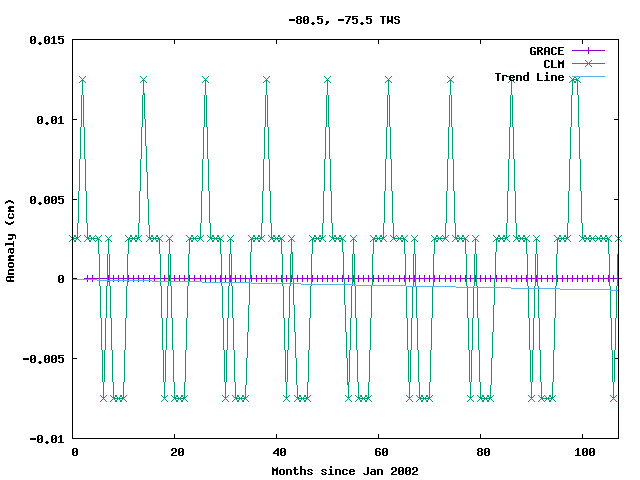 -80.5, -75.5 TWS
0.015
0.01
0.005
0
-0.005
-0.01
Anomaly (cm)
GRACE
CLM
Trend Line
0 20 40 60 80 100
Months since Jan 2002